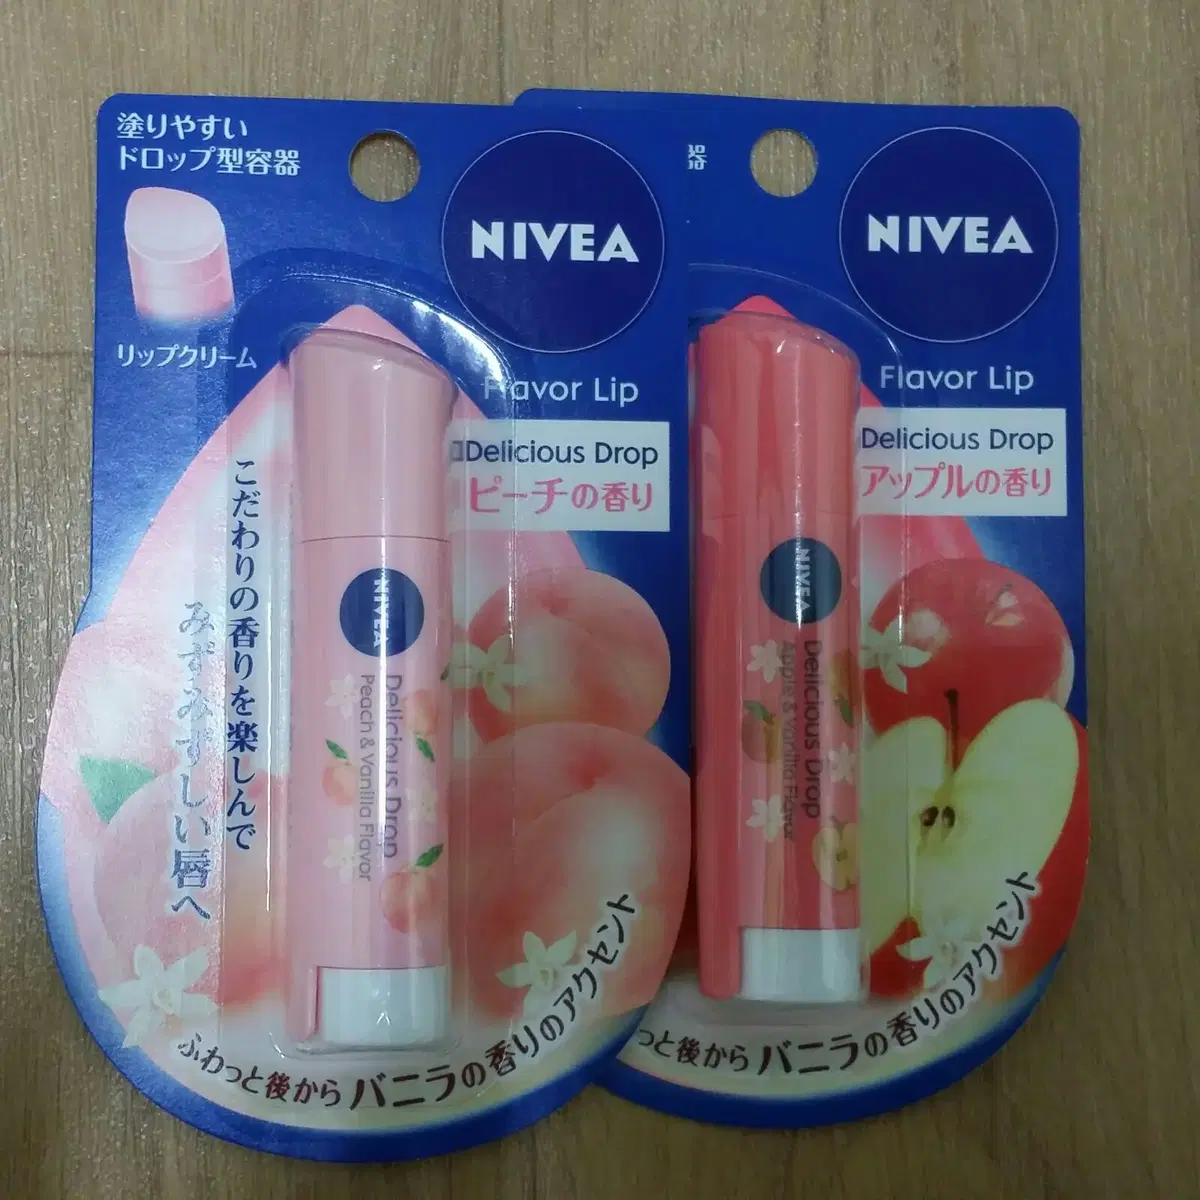 塗りやすい
ドロップ型容器
リップクリーム
NIVEA
Flavor Lip
Delicious Drop
ピーチの香り
こだわりの香りを楽しんで
みずみずしい唇へ
NIVEA
Delicious Drop
Peach & Vanilla Flavor
ふわっと後からバニラの香りのアクセント
器
NIVEA
Flavor Lip
Delicious Drop
アップルの香り
NIVEA
Delicious Drop
Apple & Vanilla Flavor
っと後からバニラの香りのアクセント